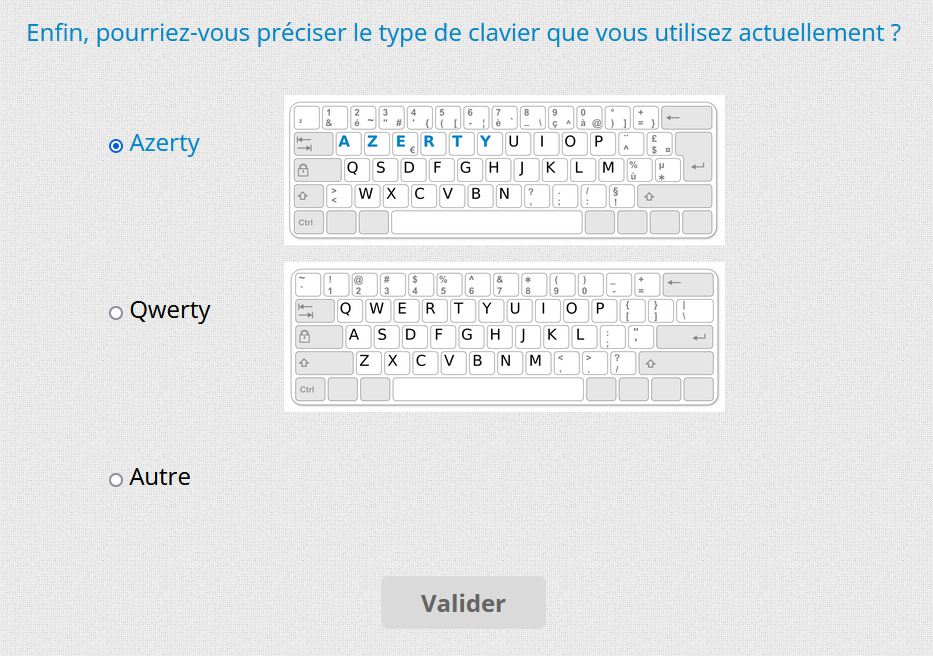 Enfin, pourriez-vous préciser le type de clavier que vous utilisez actuellement ?
Azerty
² 1 & 2 é ~ 3 " # 4 ' { 5 ( [ 6 - ¦ 7 è ` 8 _ \ 9 ç ^ 0 à @ ° ) ] + = }
A Z E € R T Y U I O P ¨ ^ £ $ ¤
Q S D F G H J K L M % ù µ *
> < W X C V B N ? , . ; / : § !
Ctrl
Qwerty
~ ` ! 1 @ 2 # 3 $ 4 % 5 ^ 6 & 7 * 8 ( 9 ) 0 _ - + =
Q W E R T Y U I O P { [ } ] | \
A S D F G H J K L : ; " '
Z X C V B N M < , > . ? /
Ctrl
Autre
Valider